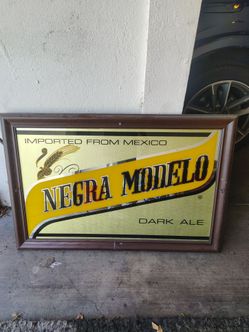 IMPORTED FROM MEXICO
NEGRA MODELO
DARK ALE